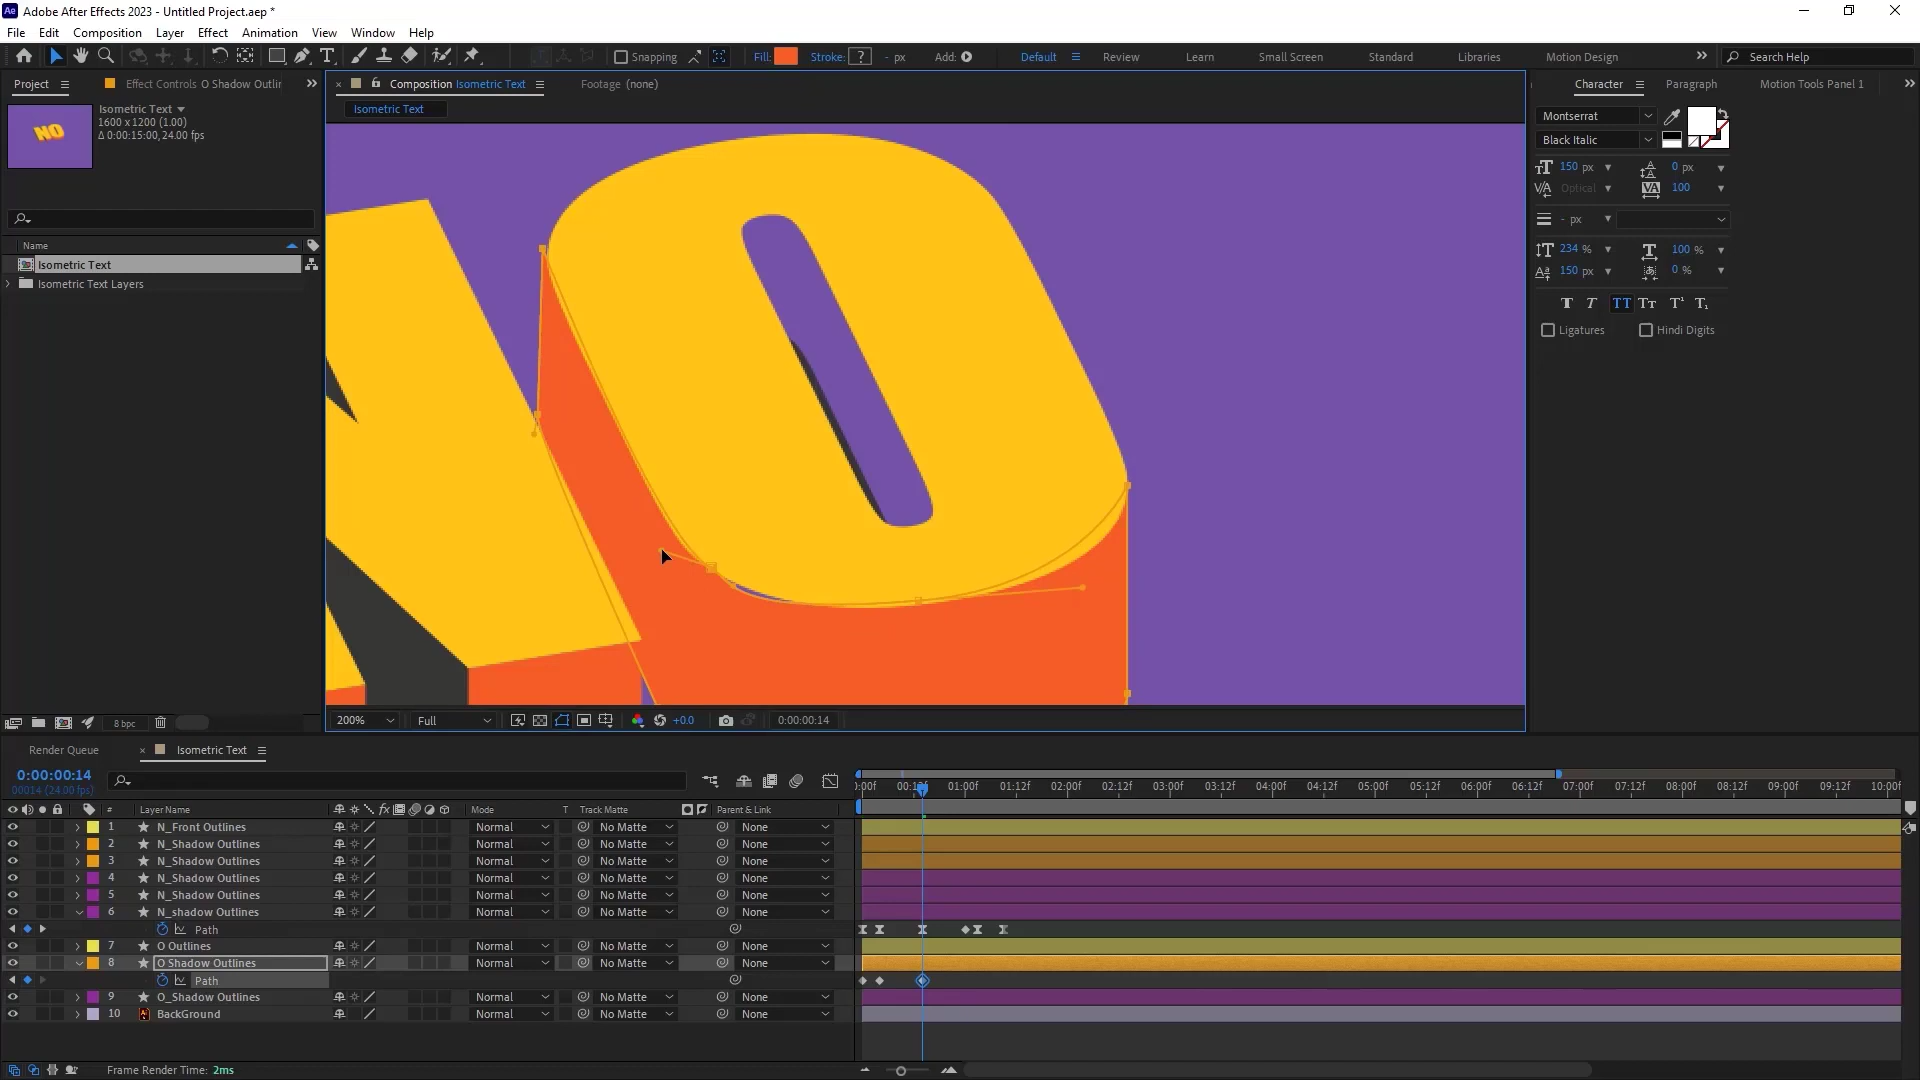 Adobe After Effects 2023 - Untitled Project.aep *
File Edit Composition Layer Effect Animation View Window Help
Snapping Fill: Stroke: ? - px Add: Default Review Learn Small Screen Standard Libraries Motion Design Search Help
Project Effect Controls O Shadow Outlir
Composition Isometric Text Footage (none)
Character Paragraph Motion Tools Panel 1
Isometric Text
1600 x 1200 (1.00)
Δ 0:00:15:00, 24.00 fps
NO
Isometric Text
Montserrat
Black Italic
150 px 0 px
Optical 100
- px
234 % 100 %
150 px 0 %
T T TT Tt T¹ T₁
Ligatures Hindi Digits
Name
Isometric Text
Isometric Text Layers
O
8 bpc
200% Full +0.0 0:00:00:14
Render Queue Isometric Text
0:00:00:14
00014 (24.00 fps)
# Layer Name fx Mode T Track Matte Parent & Link
):00f 00:12f 01:00f 01:12f 02:00f 02:12f 03:00f 03:12f 04:00f 04:12f 05:00f 05:12f 06:00f 06:12f 07:00f 07:12f 08:00f 08:12f 09:00f 09:12f 10:00f
1 N_Front Outlines Normal No Matte None
2 N_Shadow Outlines Normal No Matte None
3 N_Shadow Outlines Normal No Matte None
4 N_Shadow Outlines Normal No Matte None
5 N_Shadow Outlines Normal No Matte None
6 N_shadow Outlines Normal No Matte None
Path
7 O Outlines Normal No Matte None
8 O Shadow Outlines Normal No Matte None
Path
9 O_Shadow Outlines Normal No Matte None
10 BackGround Normal No Matte None
Frame Render Time: 2ms